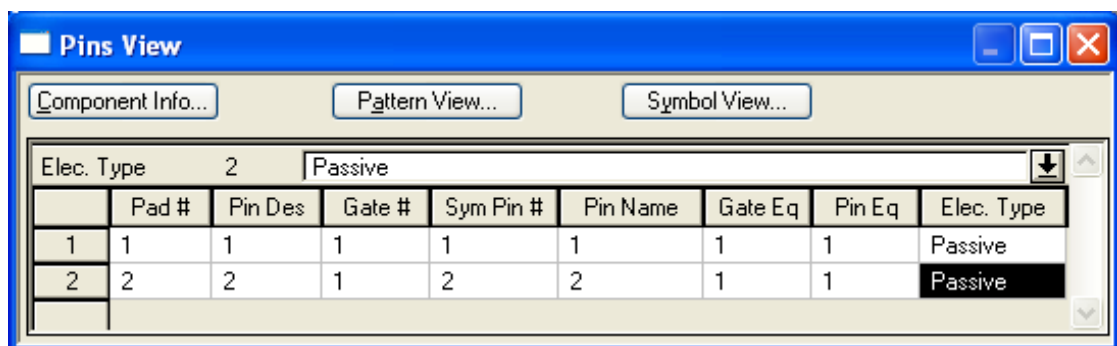 Pins View
Component Info... Pattern View... Symbol View...
Elec. Type 2 Passive
Pad # Pin Des Gate # Sym Pin # Pin Name Gate Eq Pin Eq Elec. Type
1 1 1 1 1 1 1 1 Passive
2 2 2 1 2 2 1 1 Passive